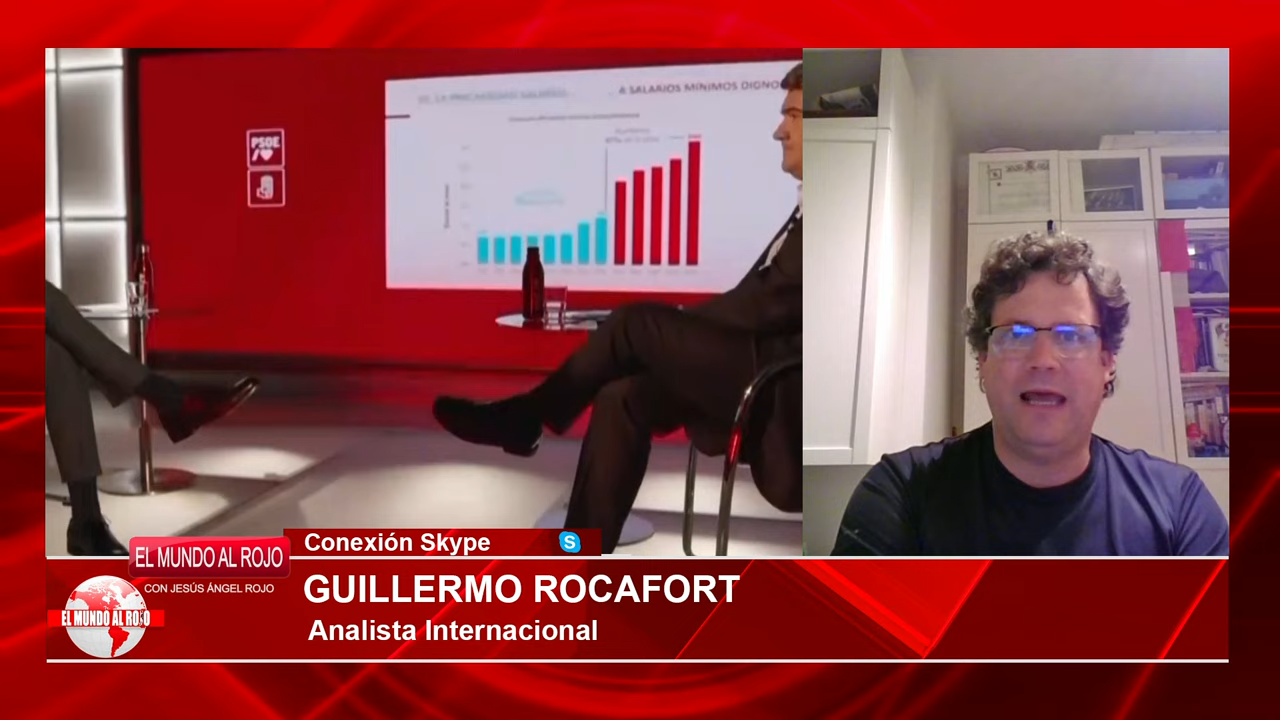 PSOE
A SALARIOS MÍNIMOS DIGNO
Conexión Skype
S
EL MUNDO AL ROJO
CON JESÚS ÁNGEL ROJO
EL MUNDO AL ROJO
GUILLERMO ROCAFORT
Analista Internacional